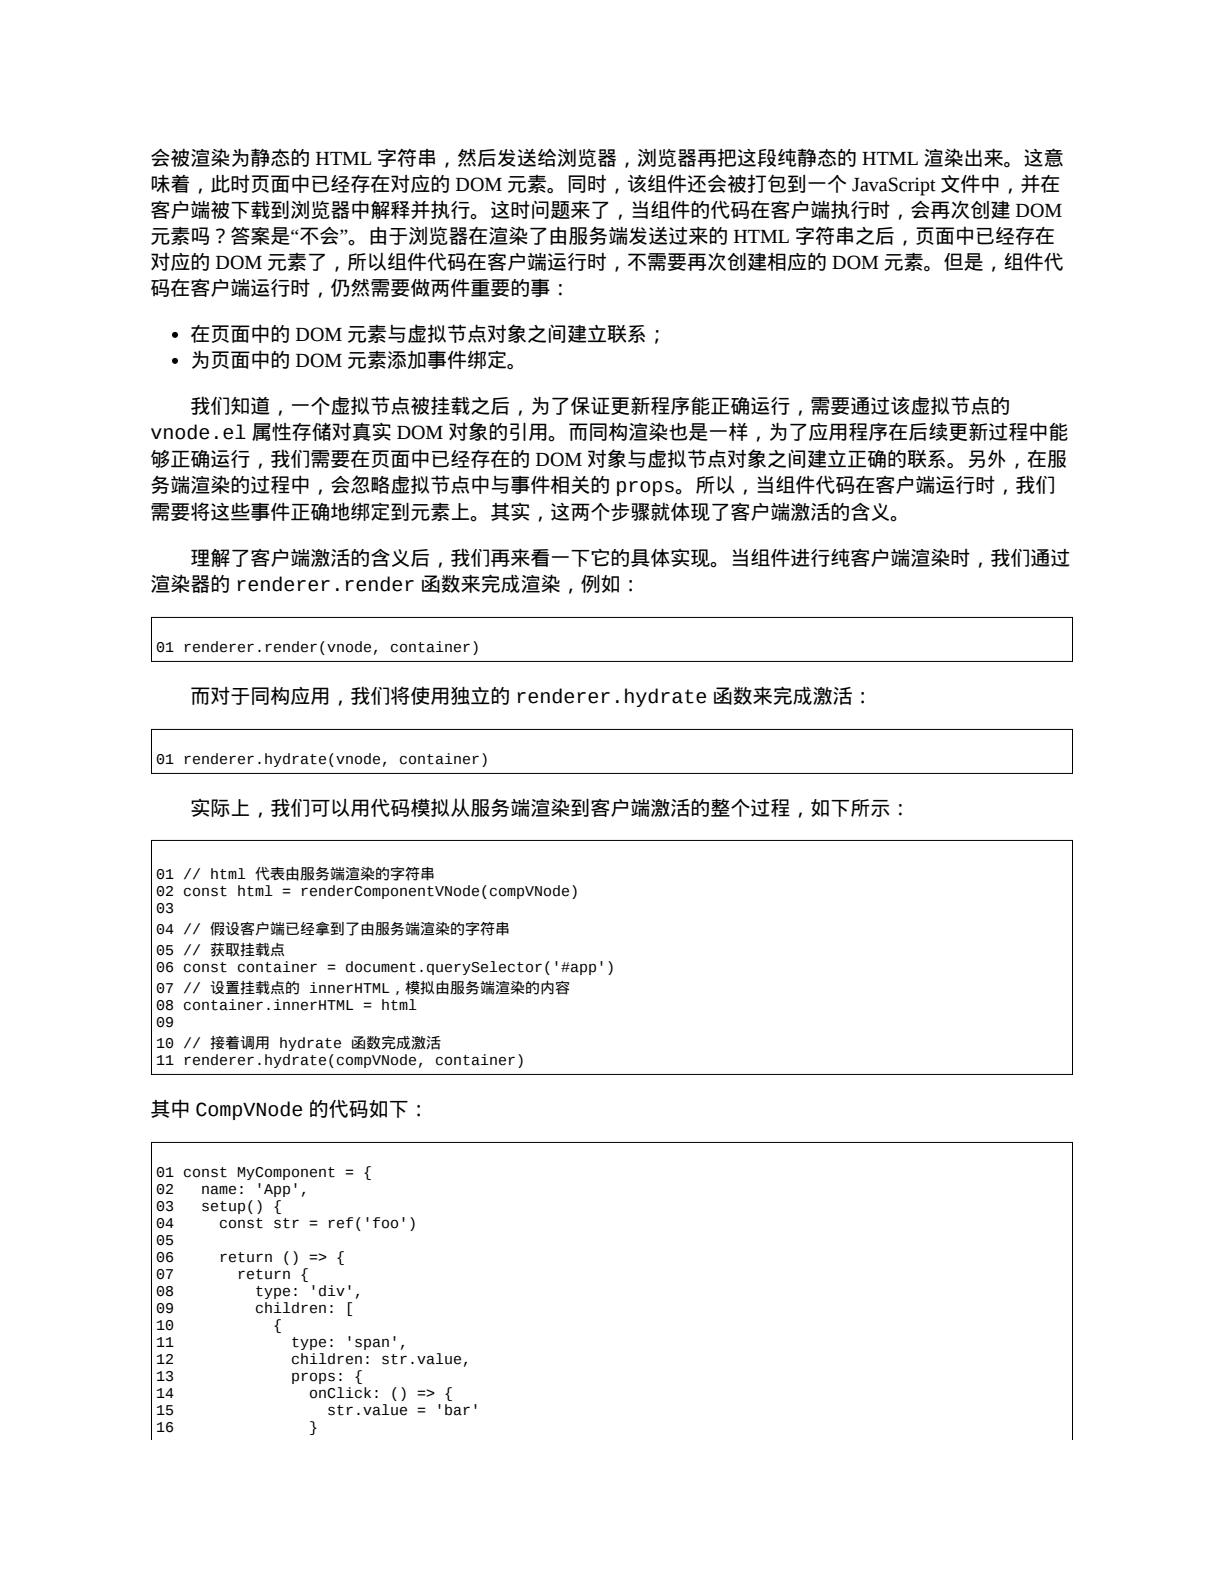 会被渲染为静态的 HTML 字符串，然后发送给浏览器，浏览器再把这段纯静态的 HTML 渲染出来。这意
味着，此时页面中已经存在对应的 DOM 元素。同时，该组件还会被打包到一个 JavaScript 文件中，并在
客户端被下载到浏览器中解释并执行。这时问题来了，当组件的代码在客户端执行时，会再次创建 DOM
元素吗？答案是“不会”。由于浏览器在渲染了由服务端发送过来的 HTML 字符串之后，页面中已经存在
对应的 DOM 元素了，所以组件代码在客户端运行时，不需要再次创建相应的 DOM 元素。但是，组件代
码在客户端运行时，仍然需要做两件重要的事：
• 在页面中的 DOM 元素与虚拟节点对象之间建立联系；
• 为页面中的 DOM 元素添加事件绑定。
我们知道，一个虚拟节点被挂载之后，为了保证更新程序能正确运行，需要通过该虚拟节点的
vnode.el 属性存储对真实 DOM 对象的引用。而同构渲染也是一样，为了应用程序在后续更新过程中能
够正确运行，我们需要在页面中已经存在的 DOM 对象与虚拟节点对象之间建立正确的联系。另外，在服
务端渲染的过程中，会忽略虚拟节点中与事件相关的 props。所以，当组件代码在客户端运行时，我们
需要将这些事件正确地绑定到元素上。其实，这两个步骤就体现了客户端激活的含义。
理解了客户端激活的含义后，我们再来看一下它的具体实现。当组件进行纯客户端渲染时，我们通过
渲染器的 renderer.render 函数来完成渲染，例如：
01 renderer.render(vnode, container)
而对于同构应用，我们将使用独立的 renderer.hydrate 函数来完成激活：
01 renderer.hydrate(vnode, container)
实际上，我们可以用代码模拟从服务端渲染到客户端激活的整个过程，如下所示：
01 // html 代表由服务端渲染的字符串
02 const html = renderComponentVNode(compVNode)
03
04 // 假设客户端已经拿到了由服务端渲染的字符串
05 // 获取挂载点
06 const container = document.querySelector('#app')
07 // 设置挂载点的 innerHTML，模拟由服务端渲染的内容
08 container.innerHTML = html
09
10 // 接着调用 hydrate 函数完成激活
11 renderer.hydrate(compVNode, container)
其中 CompVNode 的代码如下：
01 const MyComponent = {
02   name: 'App',
03   setup() {
04     const str = ref('foo')
05
06     return () => {
07       return {
08         type: 'div',
09         children: [
10           {
11             type: 'span',
12             children: str.value,
13             props: {
14               onClick: () => {
15                 str.value = 'bar'
16               }